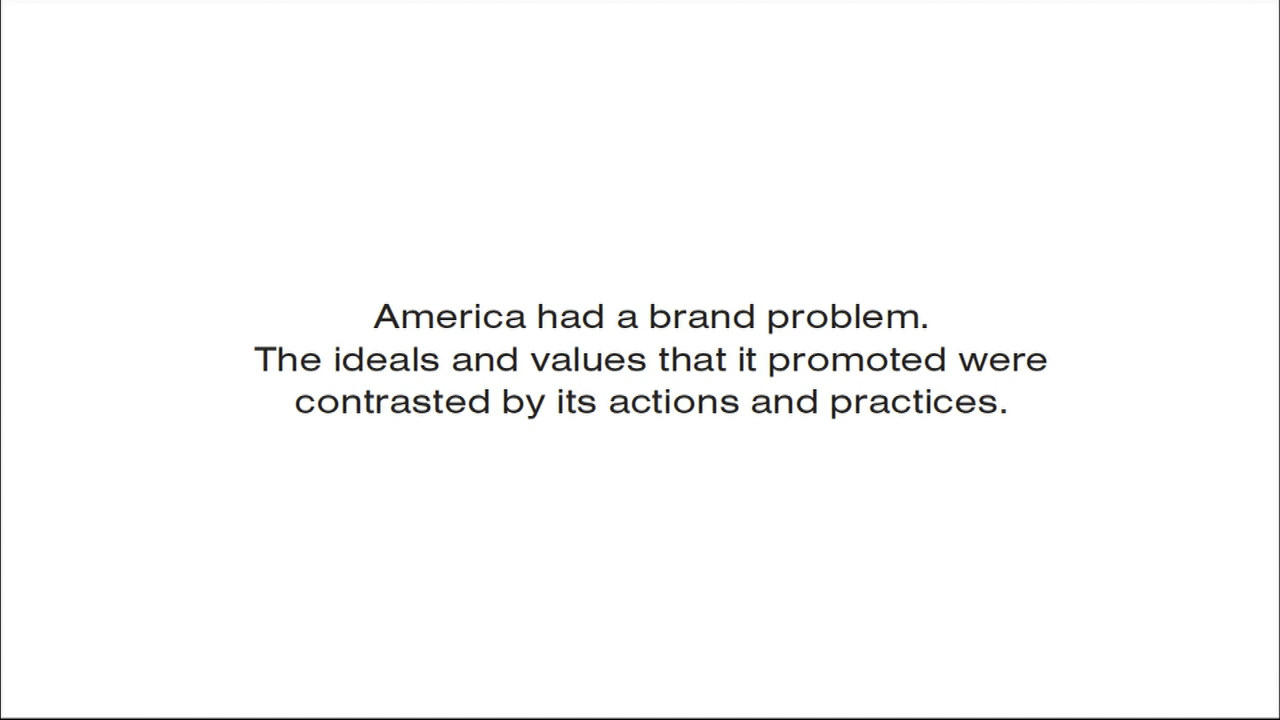 America had a brand problem.
The ideals and values that it promoted were
contrasted by its actions and practices.